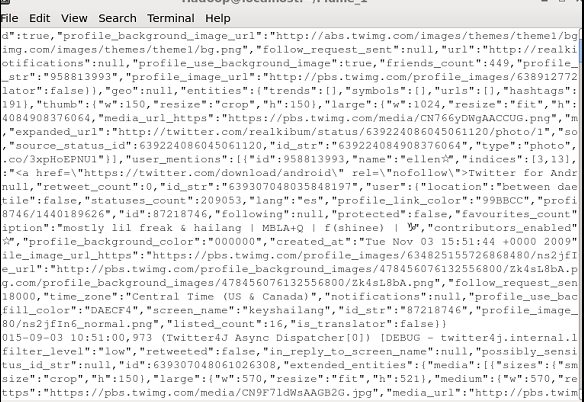 Hadoop@localhost:~/Flume_1
File Edit View Search Terminal Help
d":true,"profile_background_image_url":"http://abs.twimg.com/images/themes/theme1/bg
img.com/images/themes/theme1/bg.png","follow_request_sent":null,"url":"http://realki
otifications":null,"profile_use_background_image":true,"friends_count":449,"profile_
_str":"958813993","profile_image_url":"http://pbs.twimg.com/profile_images/638912772
lator":false}},"geo":null,"entities":{"trends":[],"symbols":[],"urls":[],"hashtags":
191},"thumb":{"w":150,"resize":"crop","h":150},"large":{"w":1024,"resize":"fit","h":
4084908376064,"media_url_https":"https://pbs.twimg.com/media/CN766yDWgAACCUG.png","m
,"expanded_url":"http://twitter.com/realkibum/status/639224086045061120/photo/1","so
,"source_status_id":639224086045061120,"id_str":"639224084908376064","type":"photo",
.co/3xpHoEPNU1"}],"user_mentions":[{"id":958813993,"name":"ellen☆","indices":[3,13],
:"<a href=\"https://twitter.com/download/android\" rel=\"nofollow\">Twitter for Andr
null,"retweet_count":0,"id_str":"639307048035848197","user":{"location":"between dae
tile":false,"statuses_count":209053,"lang":"es","profile_link_color":"99BBCC","profi
8746/1440189626","id":87218746,"following":null,"protected":false,"favourites_count"
iption":"mostly lil freak & hailang | MBLA+Q | f(shinee) | ","contributors_enabled"
☆","profile_background_color":"000000","created_at":"Tue Nov 03 15:51:44 +0000 2009"
ile_image_url_https":"https://pbs.twimg.com/profile_images/634825155726868480/ns2jfI
e_url":"http://pbs.twimg.com/profile_background_images/478456076132556800/Zk4sL8bA.p
g.com/profile_background_images/478456076132556800/Zk4sL8bA.png","follow_request_sen
18000,"time_zone":"Central Time (US & Canada)","notifications":null,"profile_use_bac
fill_color":"DAECF4","screen_name":"keyshailang","id_str":"87218746","profile_image_
80/ns2jfIn6_normal.png","listed_count":16,"is_translator":false}}
015-09-03 10:51:00,973 (Twitter4J Async Dispatcher[0]) [DEBUG - twitter4j.internal.l
filter_level":"low","retweeted":false,"in_reply_to_screen_name":null,"possibly_sensi
tus_id_str":null,"id":639307048061026308,"extended_entities":{"media":[{"sizes":{"sm
size":"crop","h":150},"large":{"w":570,"resize":"fit","h":521},"medium":{"w":570,"re
ttps":"https://pbs.twimg.com/media/CN9F7ldWsAAGB2G.jpg","media_url":"http://pbs.twim